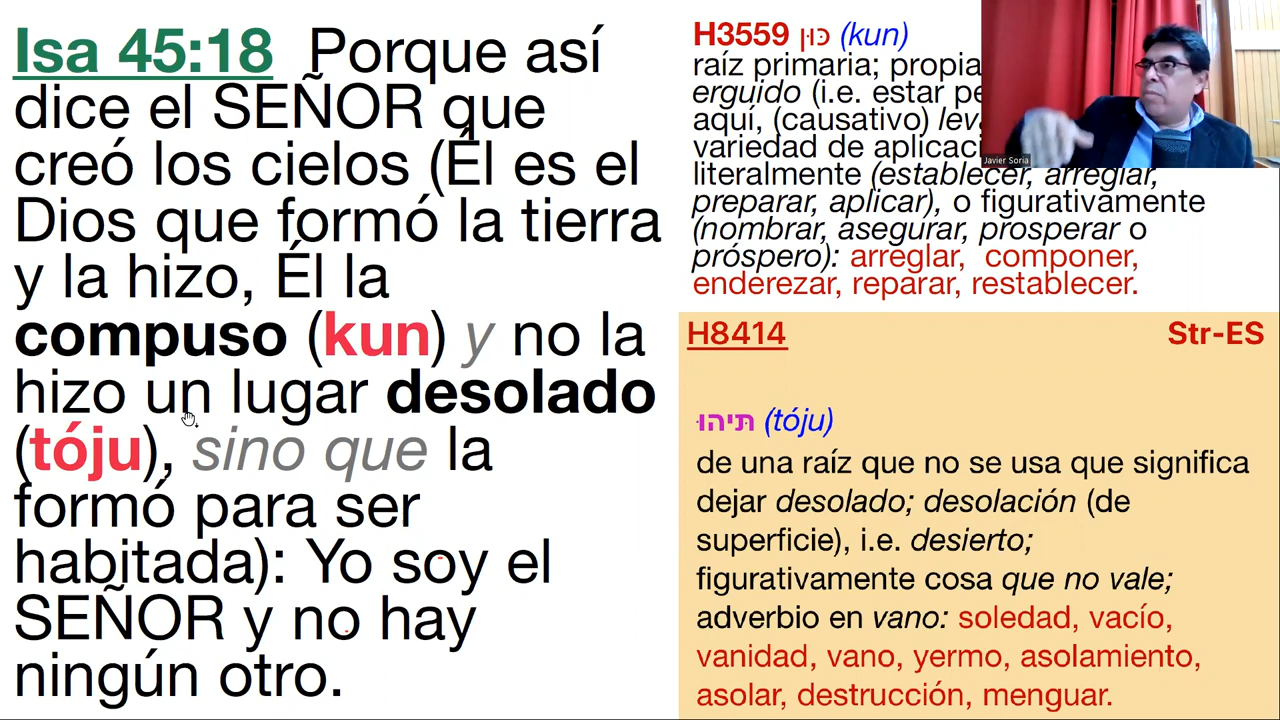 Isa 45:18 Porque así
dice el SEÑOR que
creó los cielos (Él es el
Dios que formó la tierra
y la hizo, Él la
compuso (kun) y no la
hizo un lugar desolado
(tóju), sino que la
formó para ser
habitada): Yo soy el
SEÑOR y no hay
ningún otro.
H3559 כּוּן (kun)
raíz primaria; propia
erguido (i.e. estar pe
aquí, (causativo) lev
variedad de aplicaci
literalmente (establecer, arreglar,
preparar, aplicar), o figurativamente
(nombrar, asegurar, prosperar o
próspero): arreglar, componer,
enderezar, reparar, restablecer.
Javier Soria
H8414 Str-ES
תֹּיהוּ (tóju)
de una raíz que no se usa que significa
dejar desolado; desolación (de
superficie), i.e. desierto;
figurativamente cosa que no vale;
adverbio en vano: soledad, vacío,
vanidad, vano, yermo, asolamiento,
asolar, destrucción, menguar.